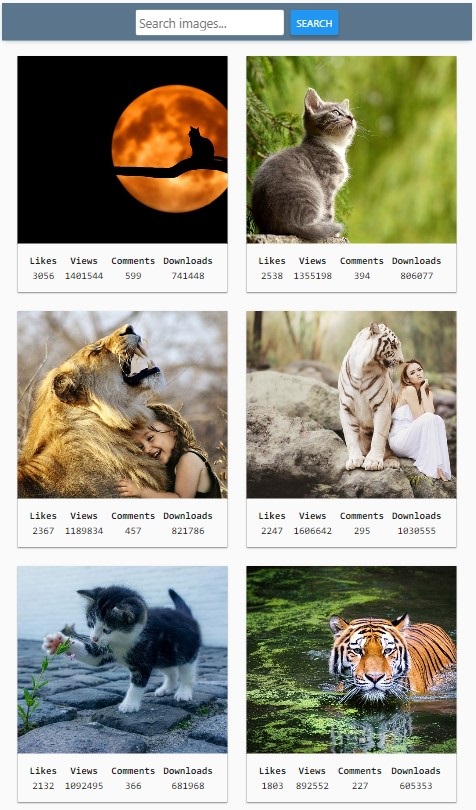 Search images... SEARCH
Likes Views Comments Downloads
3056 1401544 599 741448
Likes Views Comments Downloads
2538 1355198 394 806077
Likes Views Comments Downloads
2367 1189834 457 821786
Likes Views Comments Downloads
2247 1606642 295 1030555
Likes Views Comments Downloads
2132 1092495 366 681968
Likes Views Comments Downloads
1803 892552 227 605353